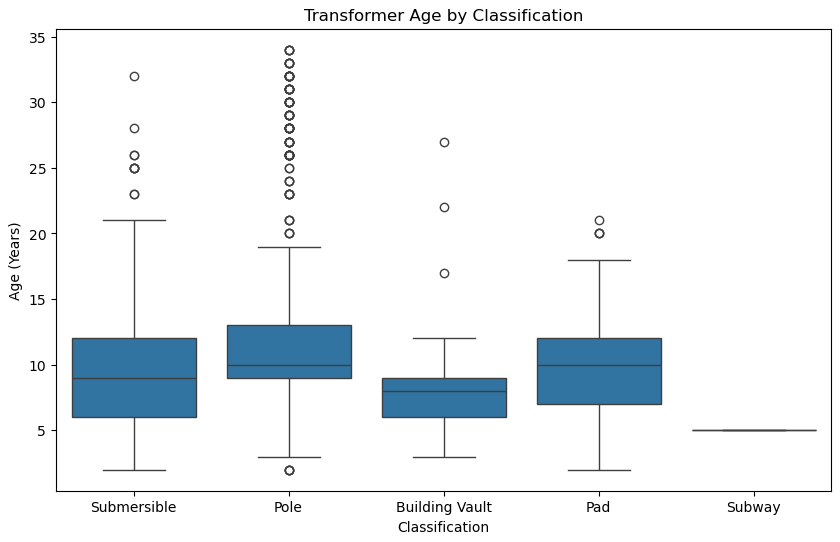 Transformer Age by Classification
35
30
25
20
15
10
5
Age (Years)
Submersible Pole Building Vault Pad Subway
Classification